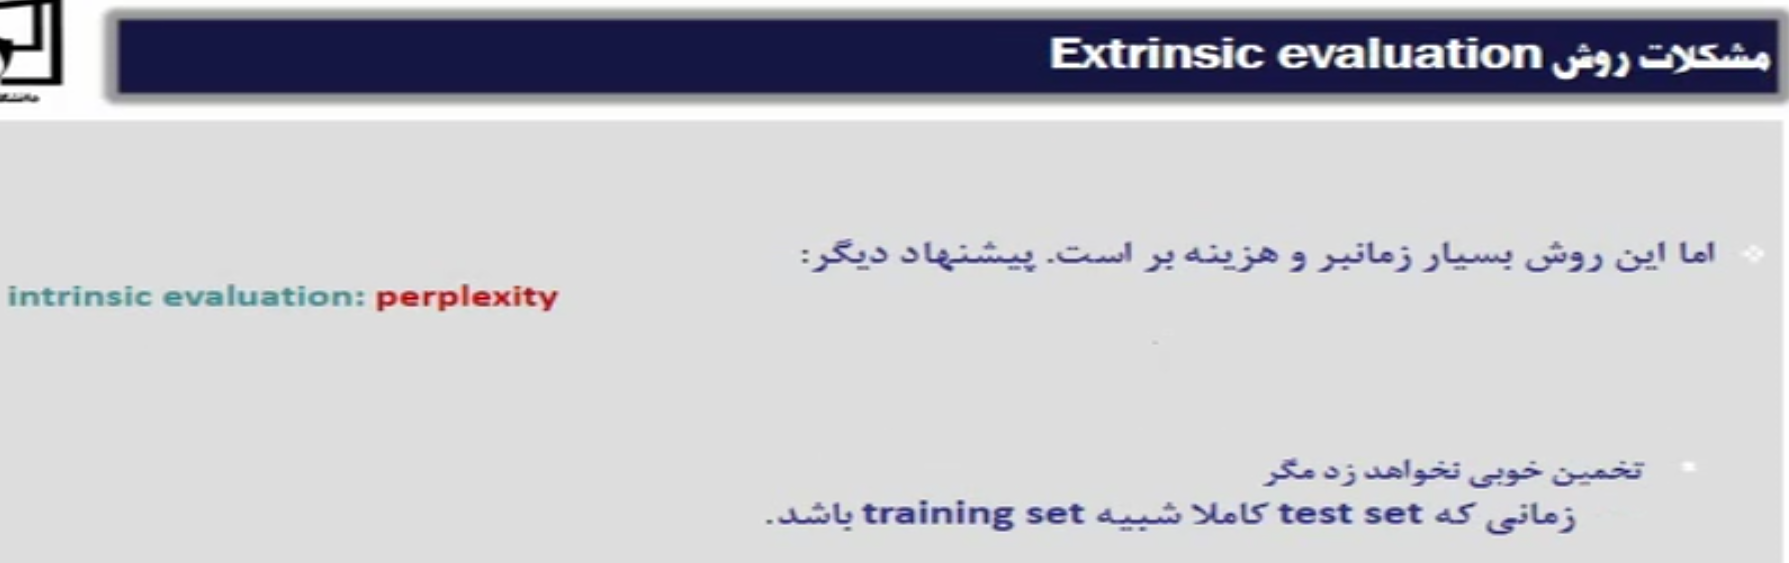 مشکلات روش Extrinsic evaluation
اما این روش بسیار زمانبر و هزینه بر است. پیشنهاد دیگر:
intrinsic evaluation: perplexity
تخمین خوبی نخواهد زد مگر
زمانی که test set کاملا شبیه training set باشد.